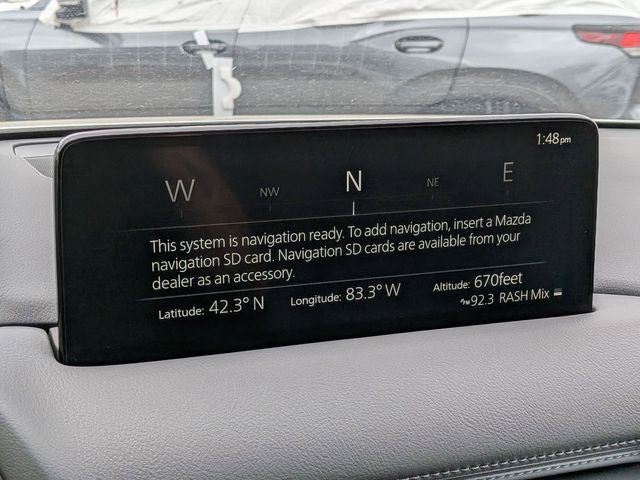 1:48pm
W NW N NE E
This system is navigation ready. To add navigation, insert a Mazda
navigation SD card. Navigation SD cards are available from your
dealer as an accessory.
Latitude: 42.3° N Longitude: 83.3° W Altitude: 670feet
FM 92.3 RASH Mix